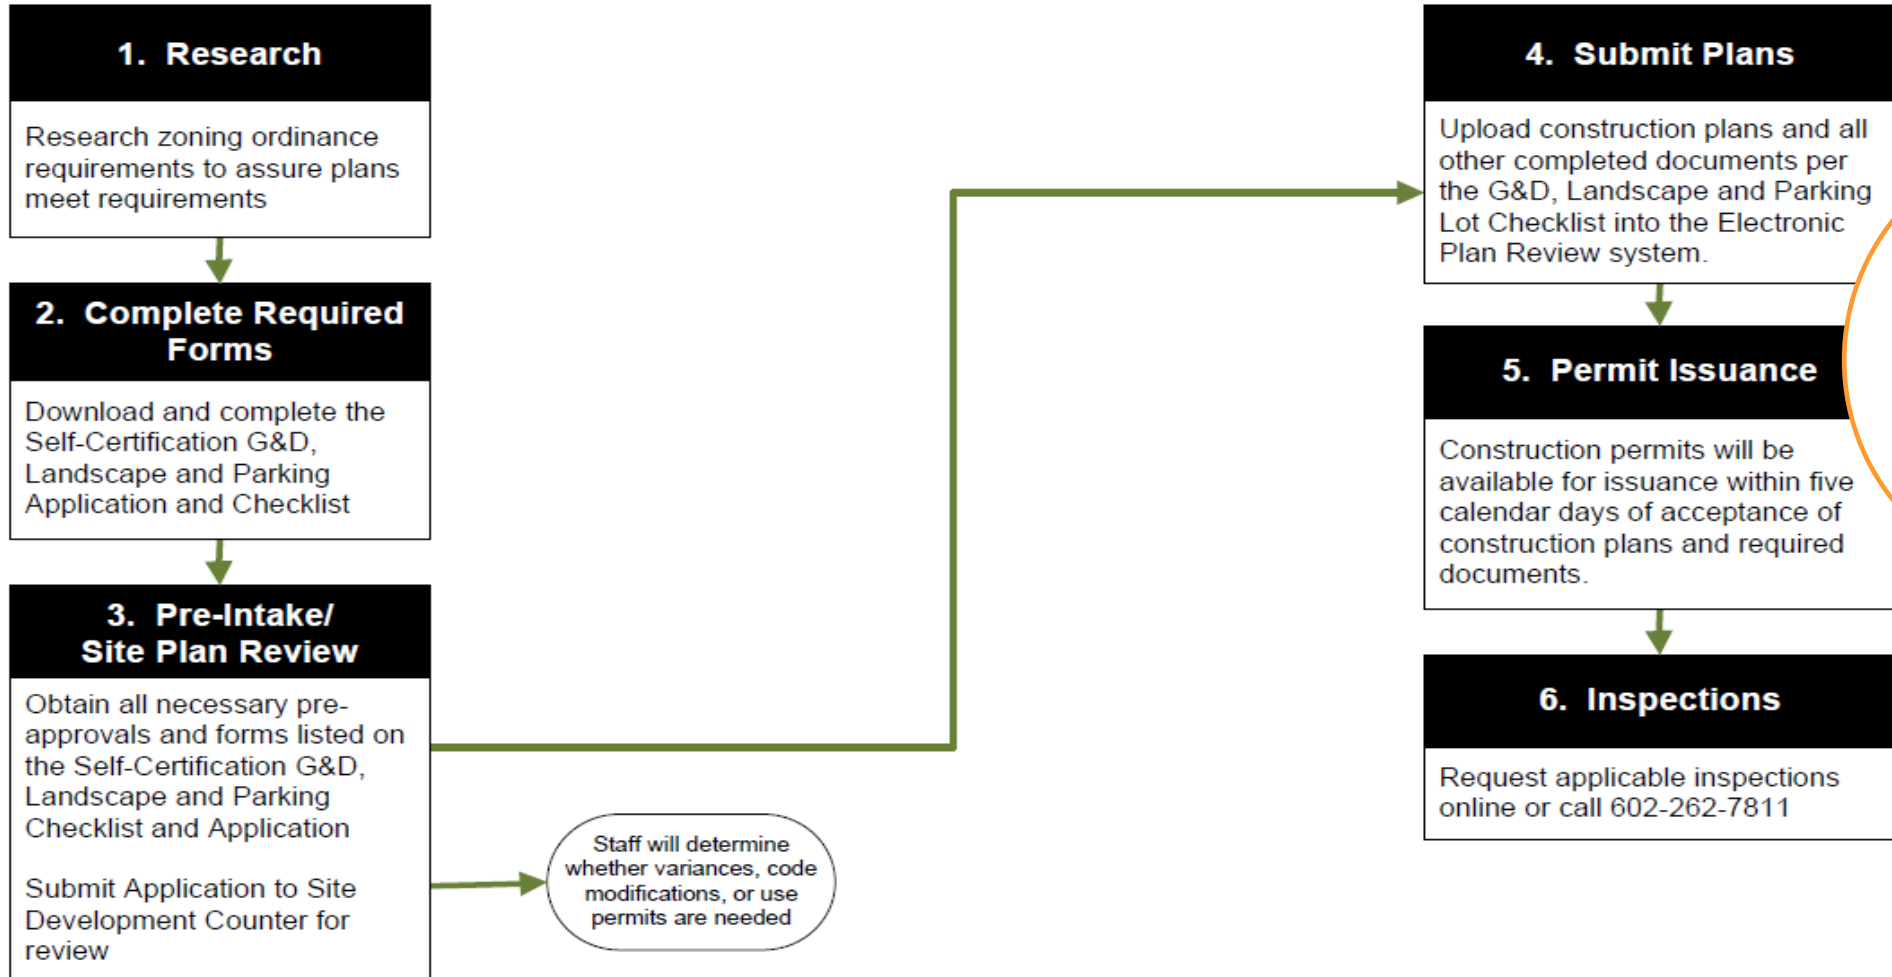 1. Research
Research zoning ordinance
requirements to assure plans
meet requirements
2. Complete Required
Forms
Download and complete the
Self-Certification G&D,
Landscape and Parking
Application and Checklist
3. Pre-Intake/
Site Plan Review
Obtain all necessary pre-
approvals and forms listed on
the Self-Certification G&D,
Landscape and Parking
Checklist and Application
Submit Application to Site
Development Counter for
review
Staff will determine
whether variances, code
modifications, or use
permits are needed
4. Submit Plans
Upload construction plans and all
other completed documents per
the G&D, Landscape and Parking
Lot Checklist into the Electronic
Plan Review system.
5. Permit Issuance
Construction permits will be
available for issuance within five
calendar days of acceptance of
construction plans and required
documents.
6. Inspections
Request applicable inspections
online or call 602-262-7811